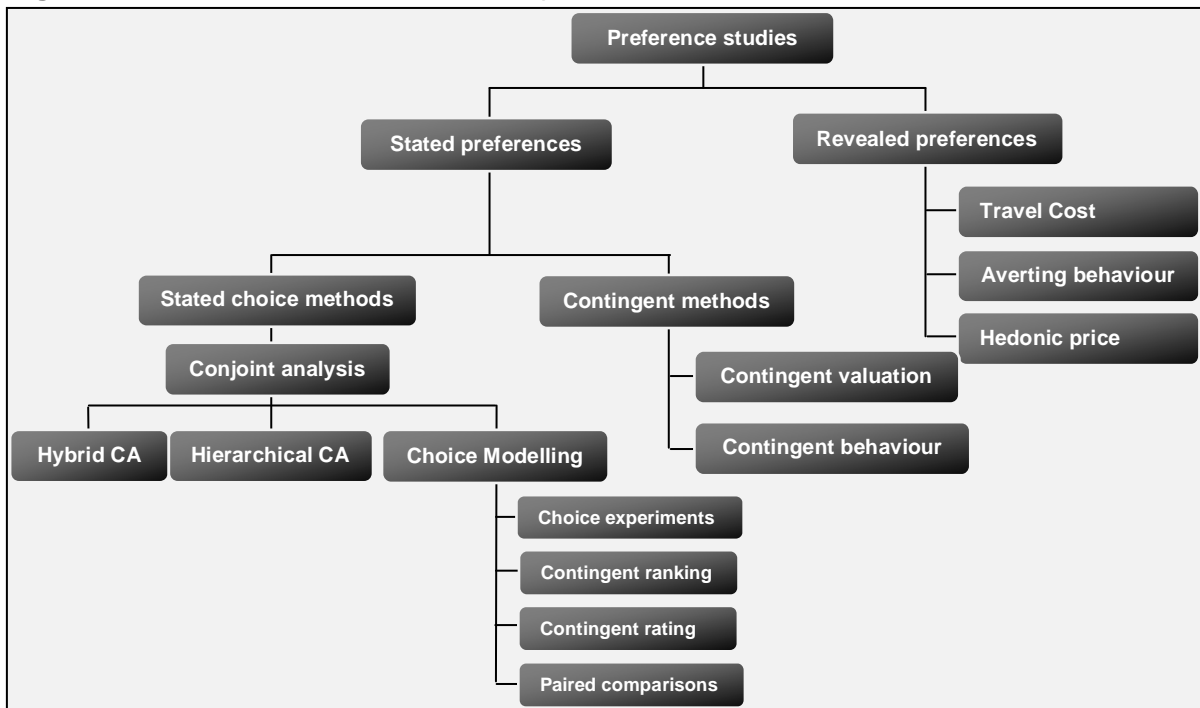 Preference studies
Stated preferences
Revealed preferences
Travel Cost
Averting behaviour
Hedonic price
Stated choice methods
Contingent methods
Conjoint analysis
Contingent valuation
Contingent behaviour
Hybrid CA
Hierarchical CA
Choice Modelling
Choice experiments
Contingent ranking
Contingent rating
Paired comparisons